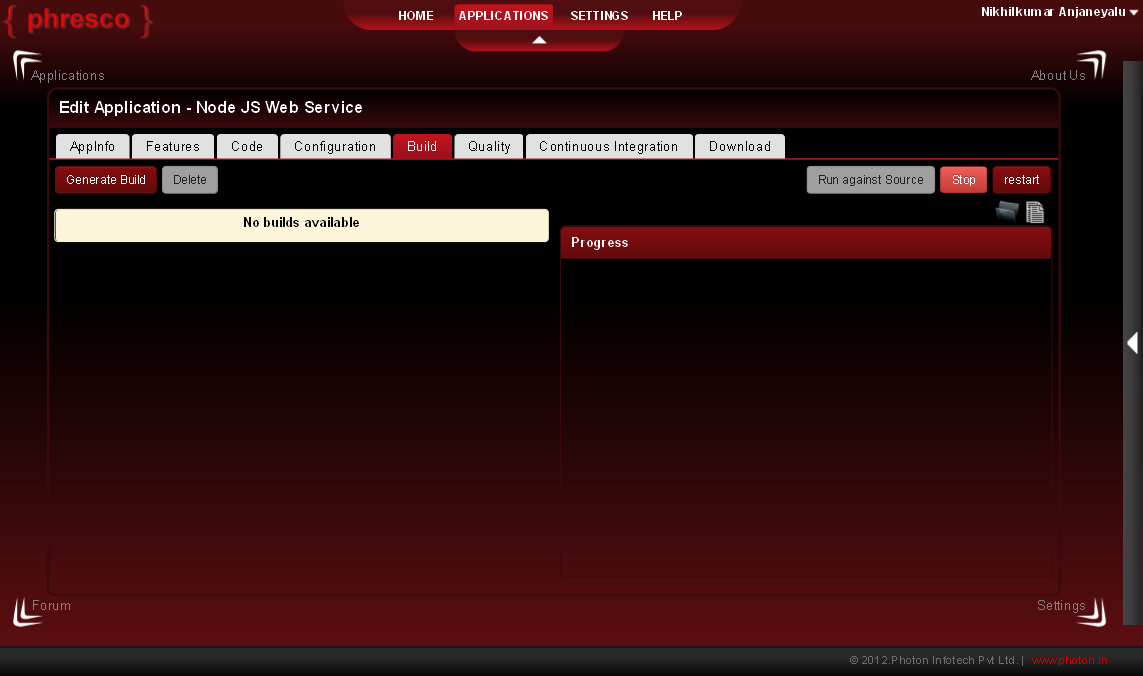 { phresco }
HOME APPLICATIONS SETTINGS HELP
Nikhilkumar Anjaneyalu
Applications
About Us
Edit Application - Node JS Web Service
AppInfo Features Code Configuration Build Quality Continuous Integration Download
Generate Build Delete Run against Source Stop restart
No builds available
Progress
Forum
Settings
© 2012.Photon Infotech Pvt Ltd. | www.photon.in